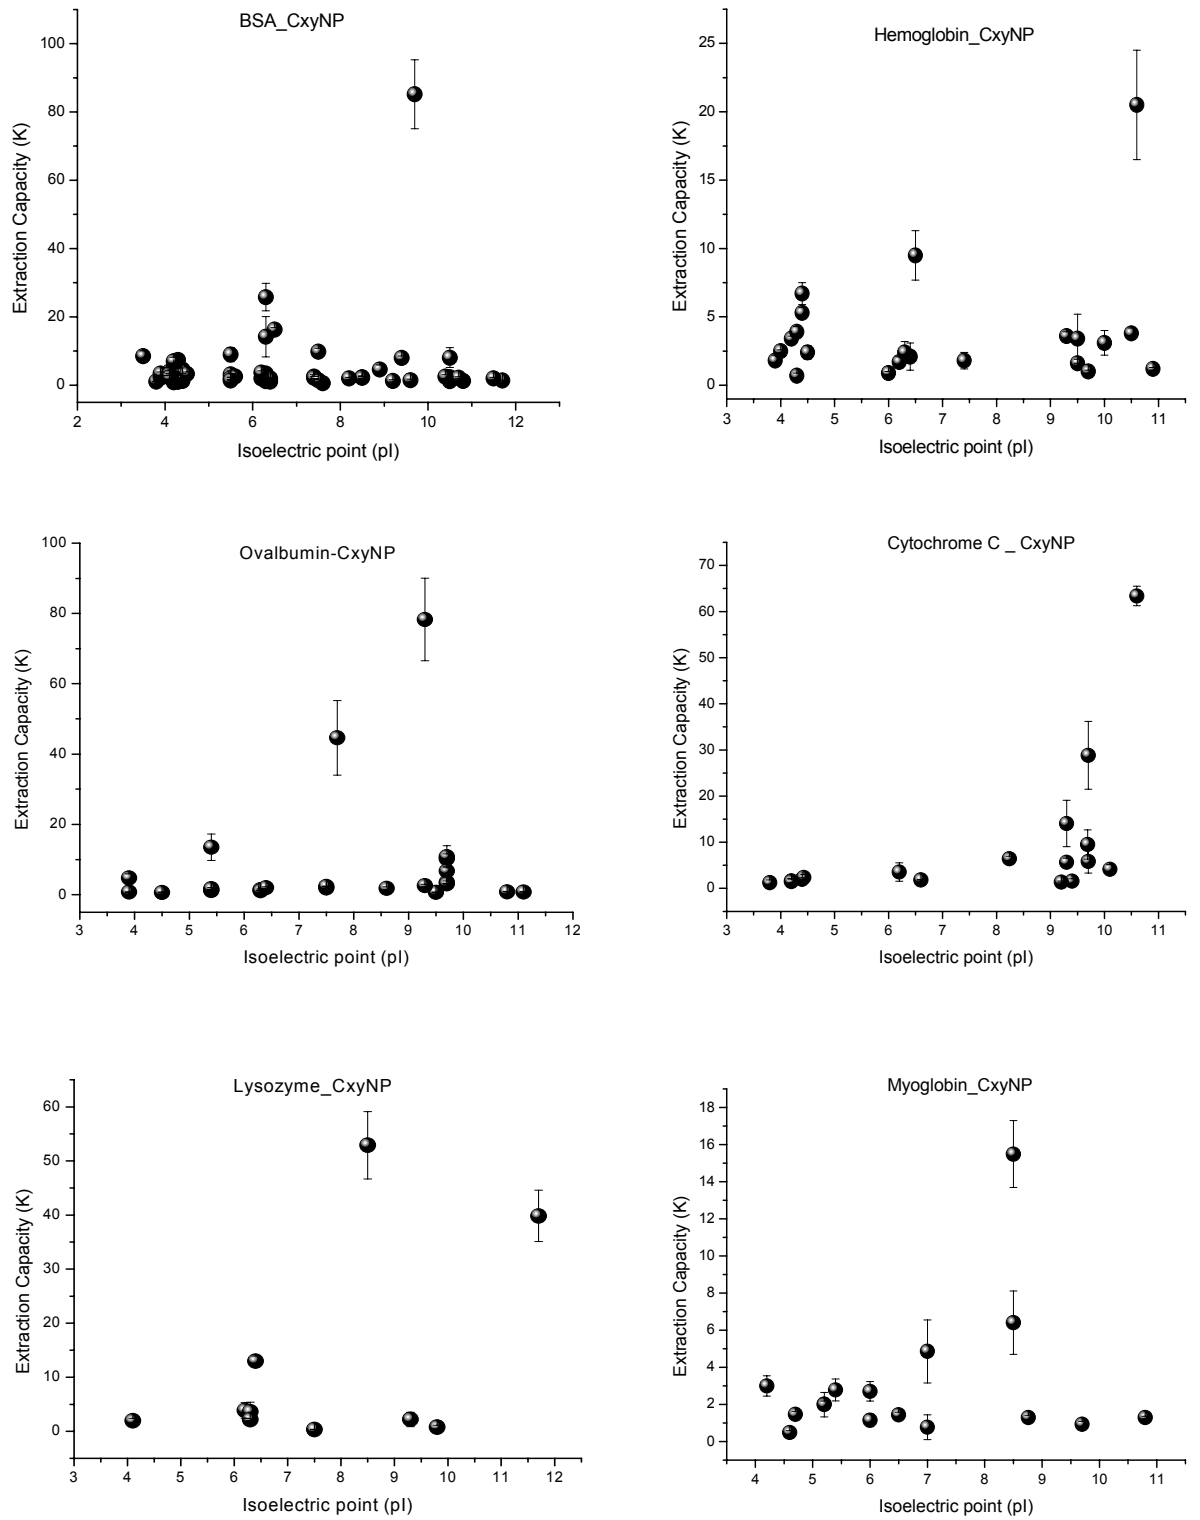 BSA_CxyNP
100
80
60
40
20
0
Extraction Capacity (K)
2 4 6 8 10 12
Isoelectric point (pI)
Hemoglobin_CxyNP
25
20
15
10
5
0
Extraction Capacity (K)
3 4 5 6 7 8 9 10 11
Isoelectric point (pI)
Ovalbumin-CxyNP
100
80
60
40
20
0
Extraction Capacity (K)
3 4 5 6 7 8 9 10 11 12
Isoelectric point (pI)
Cytochrome C _ CxyNP
70
60
50
40
30
20
10
0
Extraction Capacity (K)
3 4 5 6 7 8 9 10 11
Isoelectric point (pI)
Lysozyme_CxyNP
60
50
40
30
20
10
0
Extraction Capacity (K)
3 4 5 6 7 8 9 10 11 12
Isoelectric point (pI)
Myoglobin_CxyNP
18
16
14
12
10
8
6
4
2
0
Extraction Capacity (K)
4 5 6 7 8 9 10 11
Isoelectric point (pI)